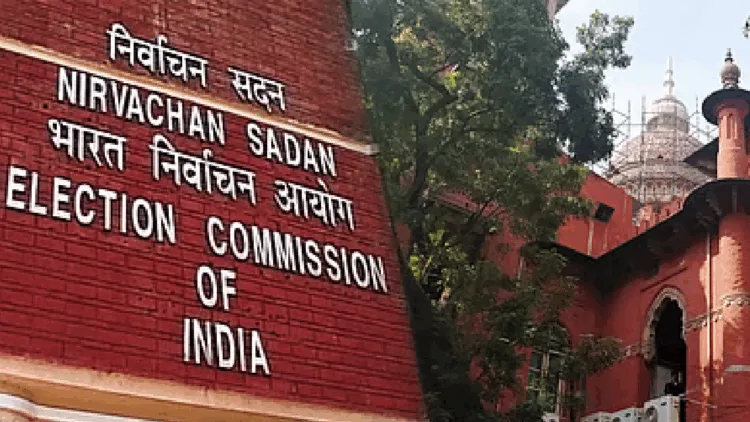 निर्वाचन सदन
NIRVACHAN SADAN
भारत निर्वाचन आयोग
ELECTION COMMISSION
OF
INDIA